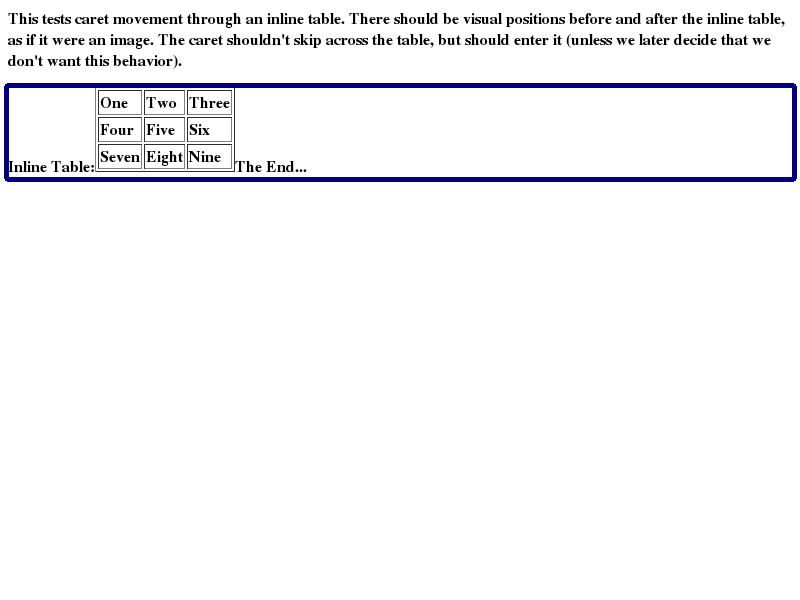 This tests caret movement through an inline table. There should be visual positions before and after the inline table,
as if it were an image. The caret shouldn't skip across the table, but should enter it (unless we later decide that we
don't want this behavior).
One Two Three
Four Five Six
Seven Eight Nine
Inline Table: The End...